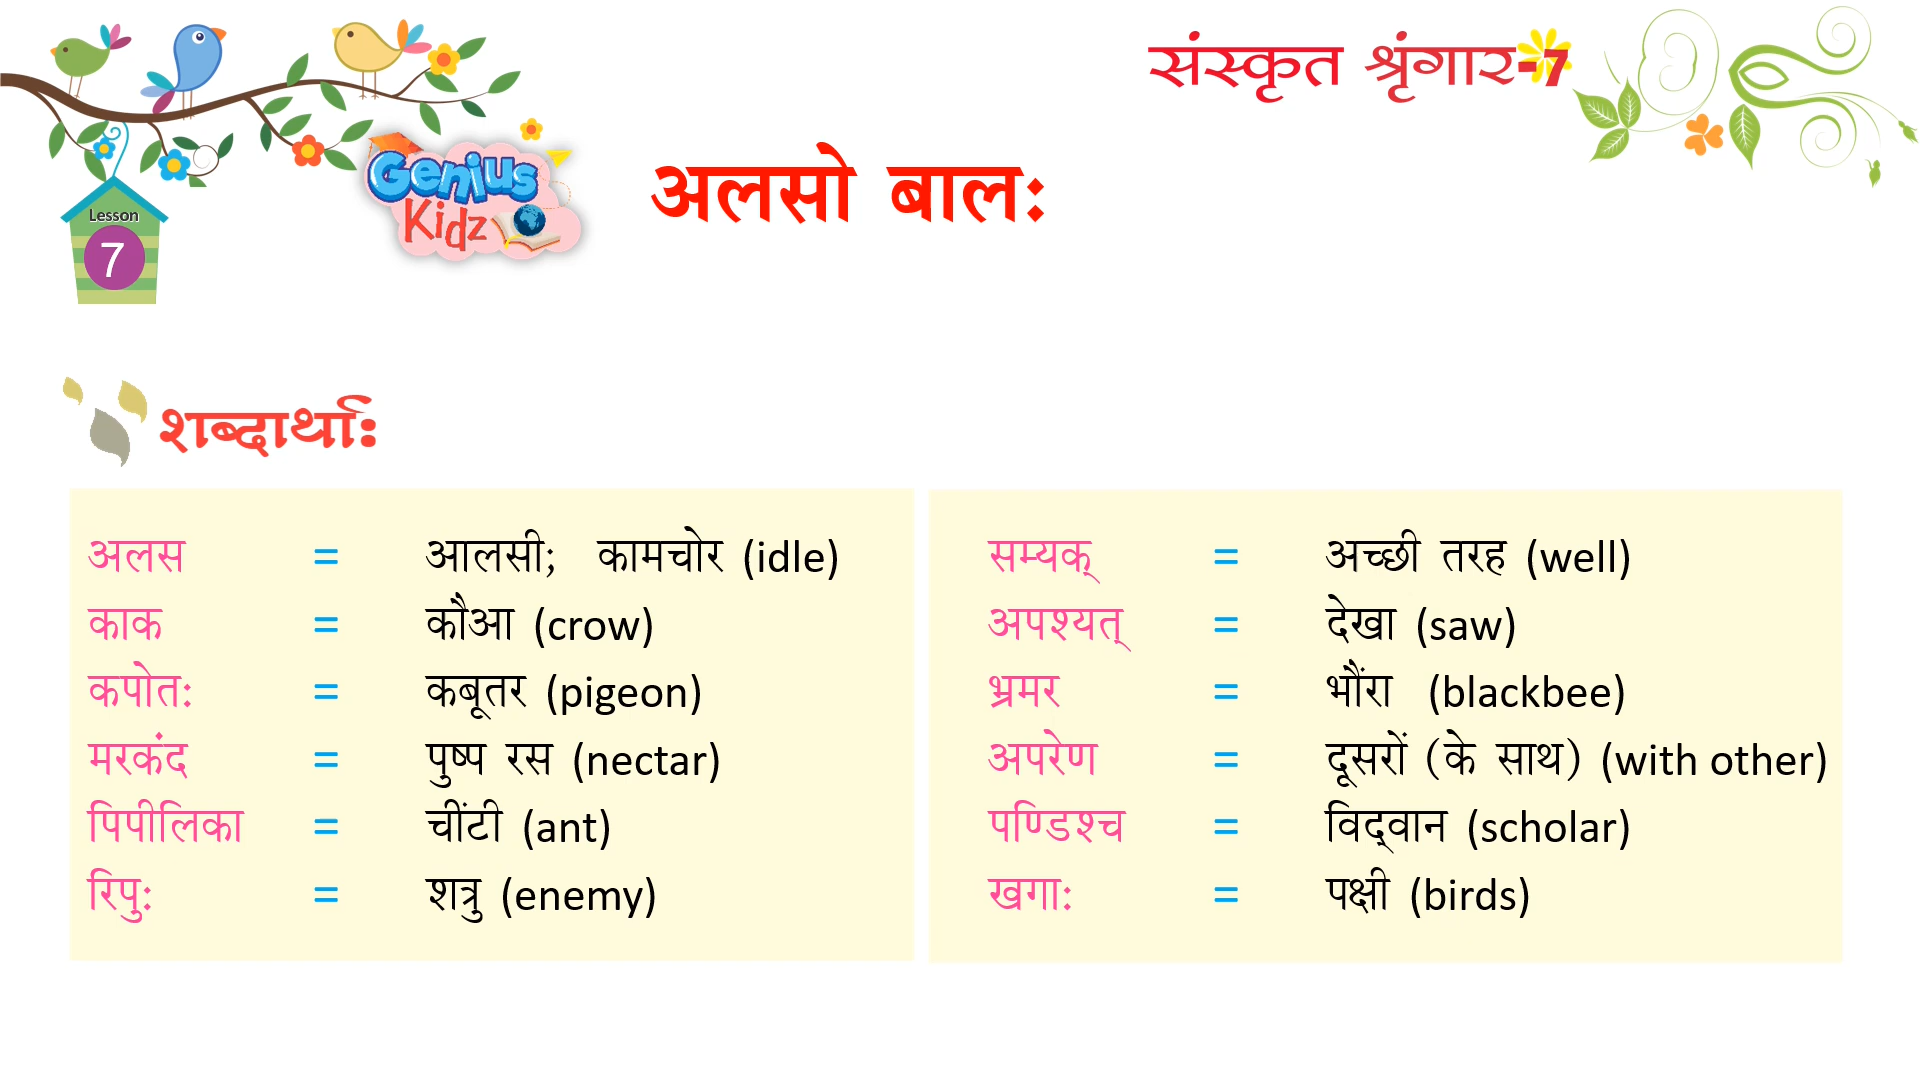 संस्कृत श्रृंगार-7
Lesson
7
Genius
Kidz
अलसो बालः
शब्दार्थाः
अलस = आलसी; कामचोर (idle)
काक = कौआ (crow)
कपोतः = कबूतर (pigeon)
मरकंद = पुष्प रस (nectar)
पिपीलिका = चींटी (ant)
रिपुः = शत्रु (enemy)
सम्यक् = अच्छी तरह (well)
अपश्यत् = देखा (saw)
भ्रमर = भौंरा (blackbee)
अपरेण = दूसरों (के साथ) (with other)
पण्डिश्च = विद्‌वान (scholar)
खगाः = पक्षी (birds)